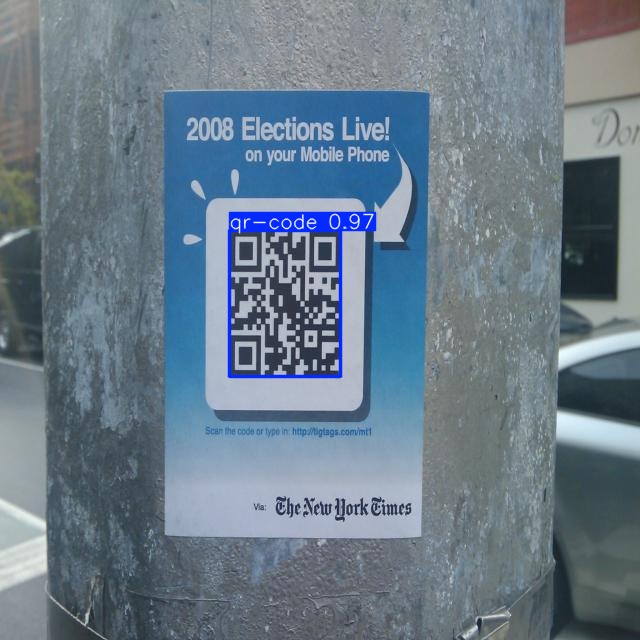 2008 Elections Live!
on your Mobile Phone
qr-code 0.97
Scan the code or type in: http://tigtags.com/mt1
Via: The New York Times